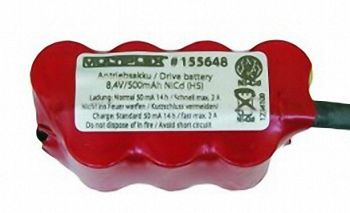 MULTIPLEX #155648
Antriebsakku / Drive battery
8,4V/500mAh NiCd (HS)
Ladung: Normal 50 mA 14 h / Schnell max. 2 A
Nicht ins Feuer werfen / Kurzschluss vermeiden!
Charge: Standard 50 mA 14 h / fast max. 2 A
Do not dispose of in fire / Avoid short circuit